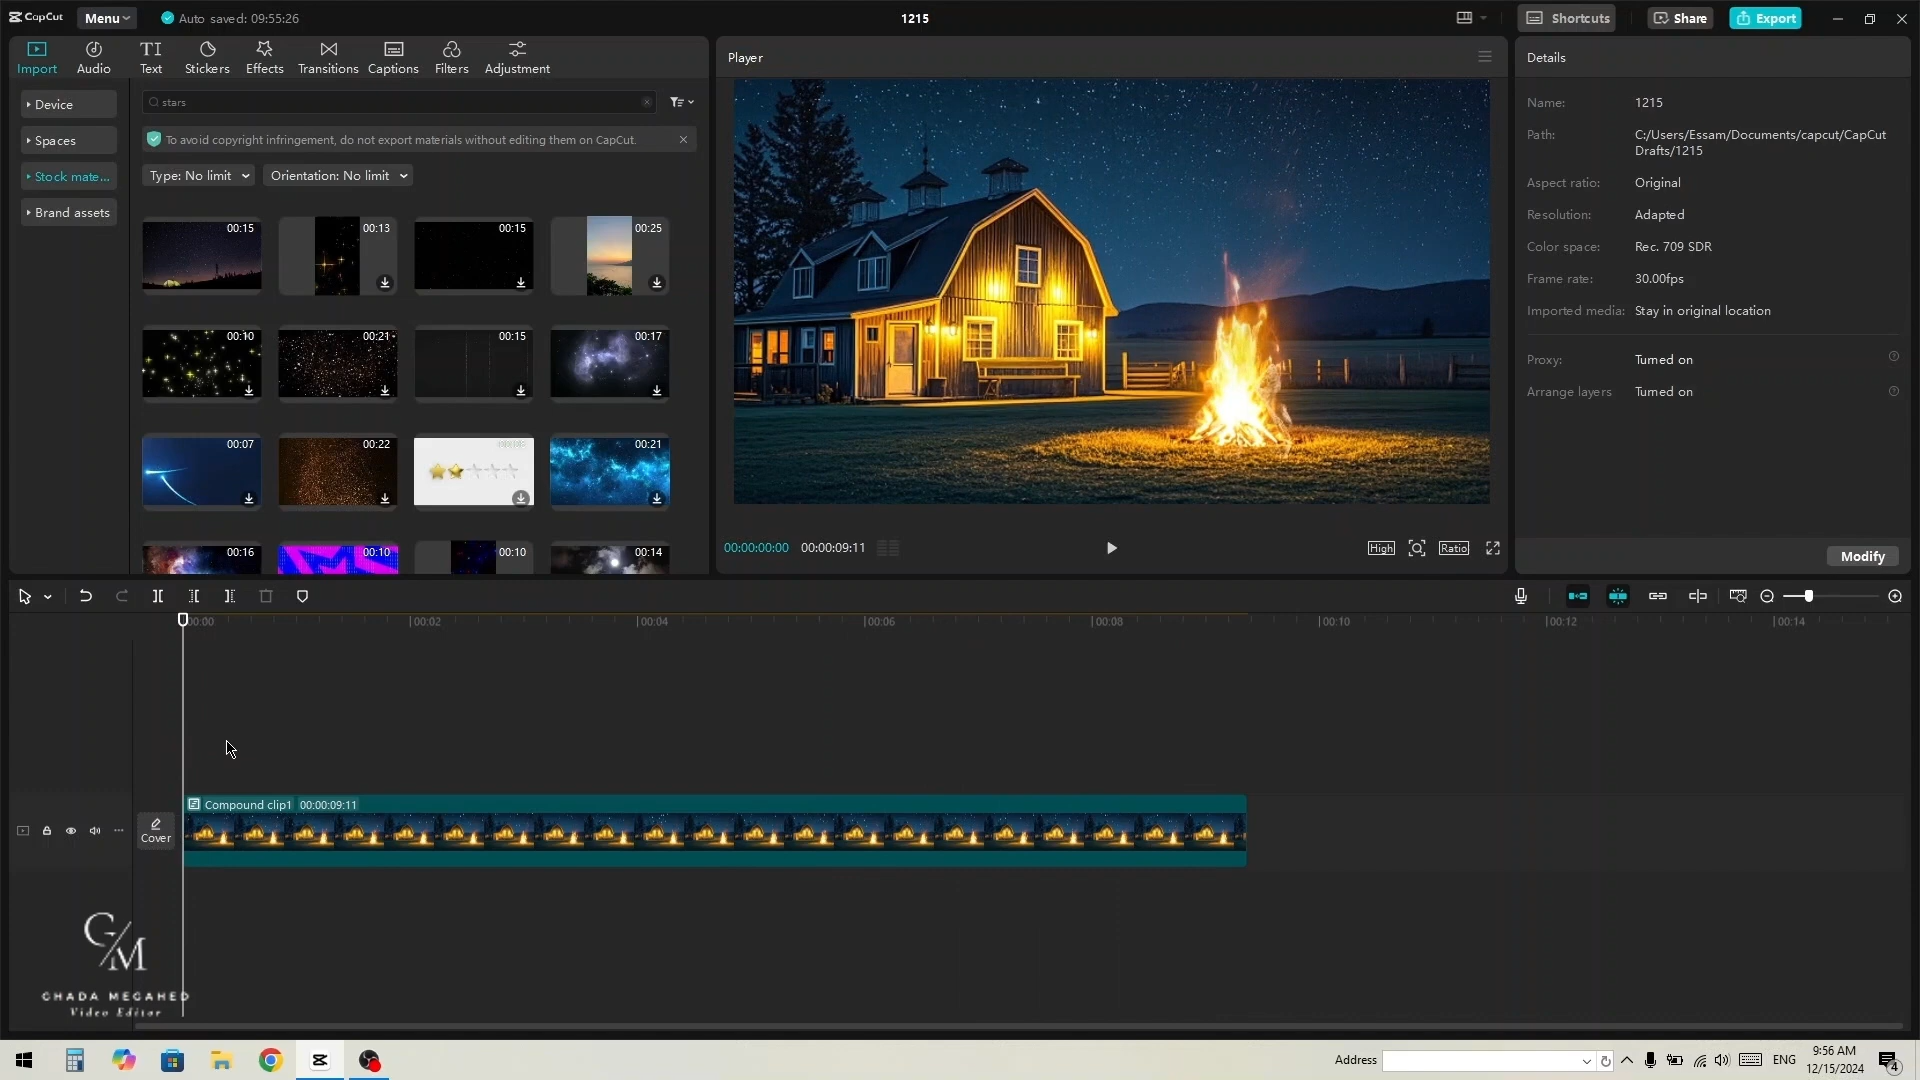 CapCut
Menu
Auto saved: 09:55:26
1215
Shortcuts
Share
Export
Import
Audio
TI
Text
Stickers
Effects
Transitions
Captions
Filters
Adjustment
Device
Spaces
Stock mate...
Brand assets
stars
To avoid copyright infringement, do not export materials without editing them on CapCut.
Type: No limit
Orientation: No limit
00:15
00:13
00:15
00:25
00:10
00:21
00:15
00:17
00:07
00:22
00:21
00:16
00:10
00:10
00:14
Player
00:00:00:00
00:00:09:11
High
Ratio
Details
Name: 1215
Path: C:/Users/Essam/Documents/capcut/CapCut
Drafts/1215
Aspect ratio: Original
Resolution: Adapted
Color space: Rec. 709 SDR
Frame rate: 30.00fps
Imported media: Stay in original location
Proxy: Turned on
Arrange layers Turned on
Modify
00:00
00:02
00:04
00:06
00:08
00:10
00:12
00:14
Compound clip1 00:00:09:11
Cover
G/M
GHADA MEGAHED
Video Editor
Address
ENG
9:56 AM
12/15/2024
4